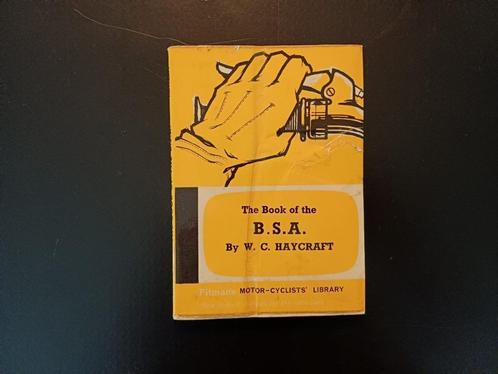 The Book of the
B.S.A.
By W. C. HAYCRAFT
Pitman's MOTOR-CYCLISTS' LIBRARY